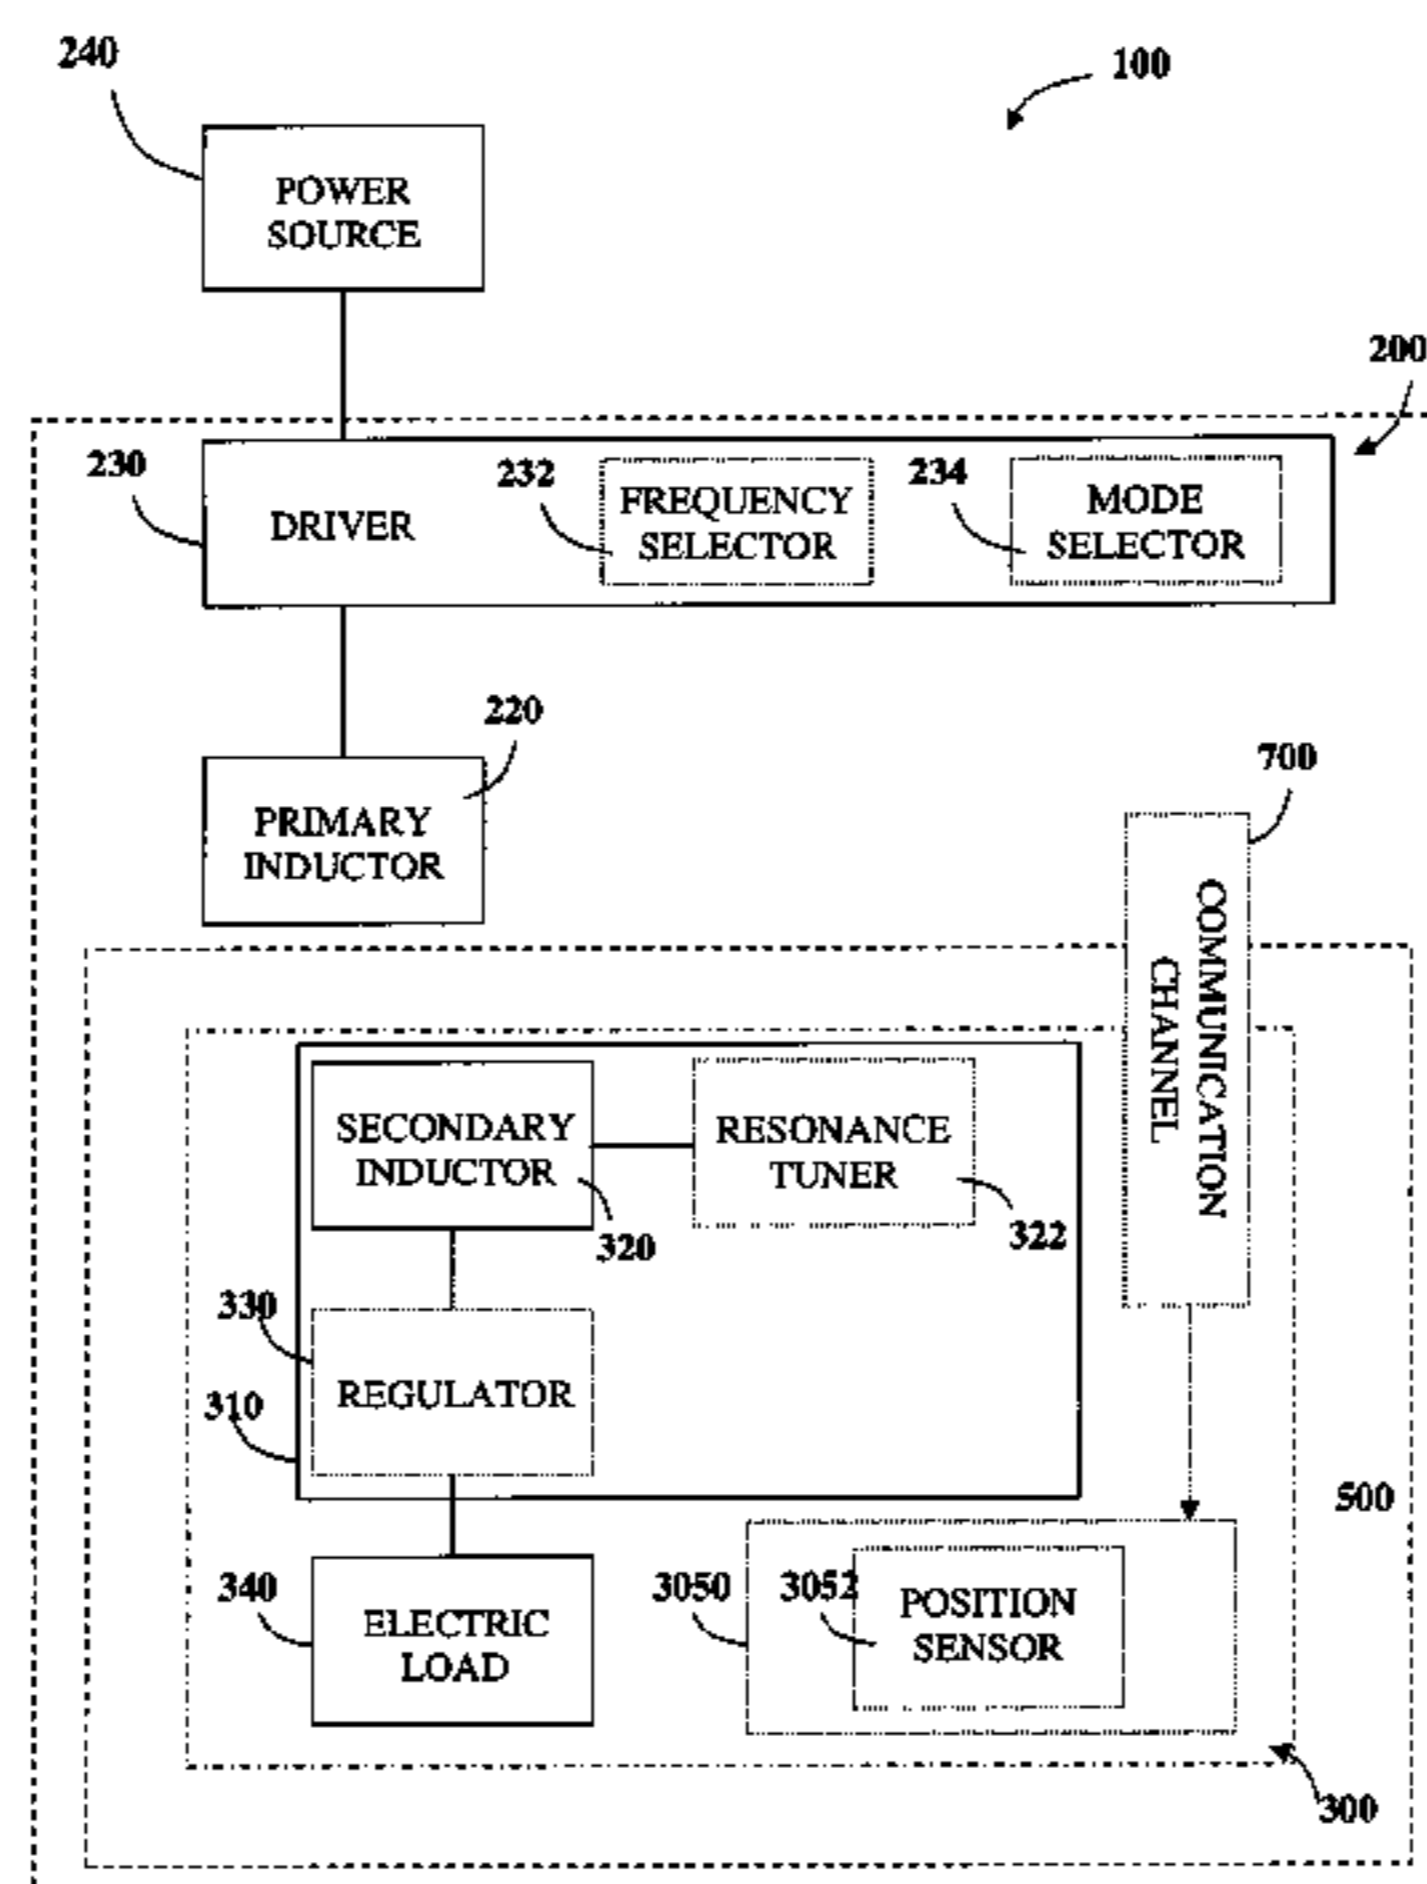 240
100
POWER
SOURCE
200
230
DRIVER
232
FREQUENCY
SELECTOR
234
MODE
SELECTOR
220
PRIMARY
INDUCTOR
700
COMMUNICATION
CHANNEL
SECONDARY
INDUCTOR
320
RESONANCE
TUNER
322
330
REGULATOR
310
500
340
ELECTRIC
LOAD
3050
3052
POSITION
SENSOR
300